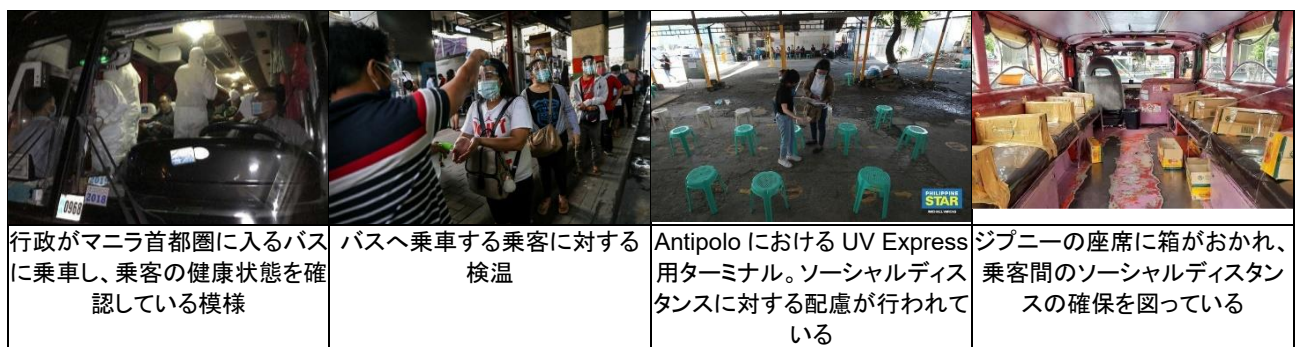 0968
2018
PHILIPPINE
STAR
行政がマニラ首都圏に入るバス
に乗車し、乗客の健康状態を確
認している模様
バスへ乗車する乗客に対する
検温
Antipolo における UV Express
用ターミナル。ソーシャルディス
タンスに対する配慮が行われて
いる
ジプニーの座席に箱がおかれ、
乗客間のソーシャルディスタン
スの確保を図っている